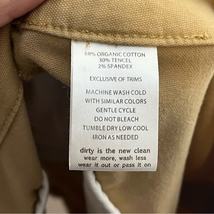 68% ORGANIC COTTON
30% TENCEL
2% SPANDEX
EXCLUSIVE OF TRIMS
MACHINE WASH COLD
WITH SIMILAR COLORS
GENTLE CYCLE
DO NOT BLEACH
TUMBLE DRY LOW COOL
IRON AS NEEDED
dirty is the new clean
wear more, wash less
wear it out or pass it on